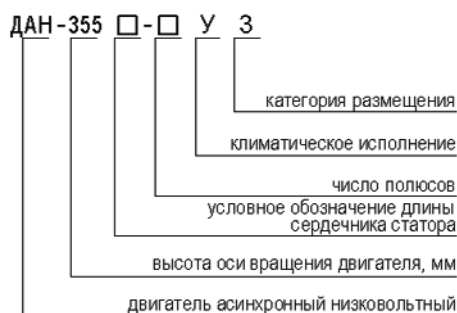 ДАН-355 □-□ У 3
категория размещения
климатическое исполнение
число полюсов
условное обозначение длины
сердечника статора
высота оси вращения двигателя, мм
двигатель асинхронный низковольтный